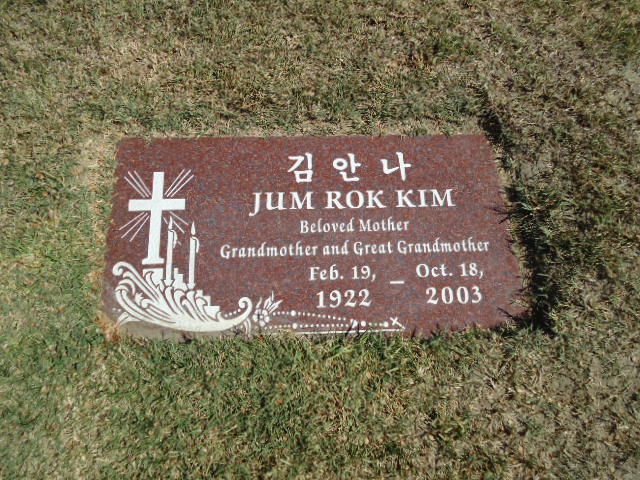 김 안 나
JUM ROK KIM
Beloved Mother
Grandmother and Great Grandmother
Feb. 19, – Oct. 18,
1922 2003